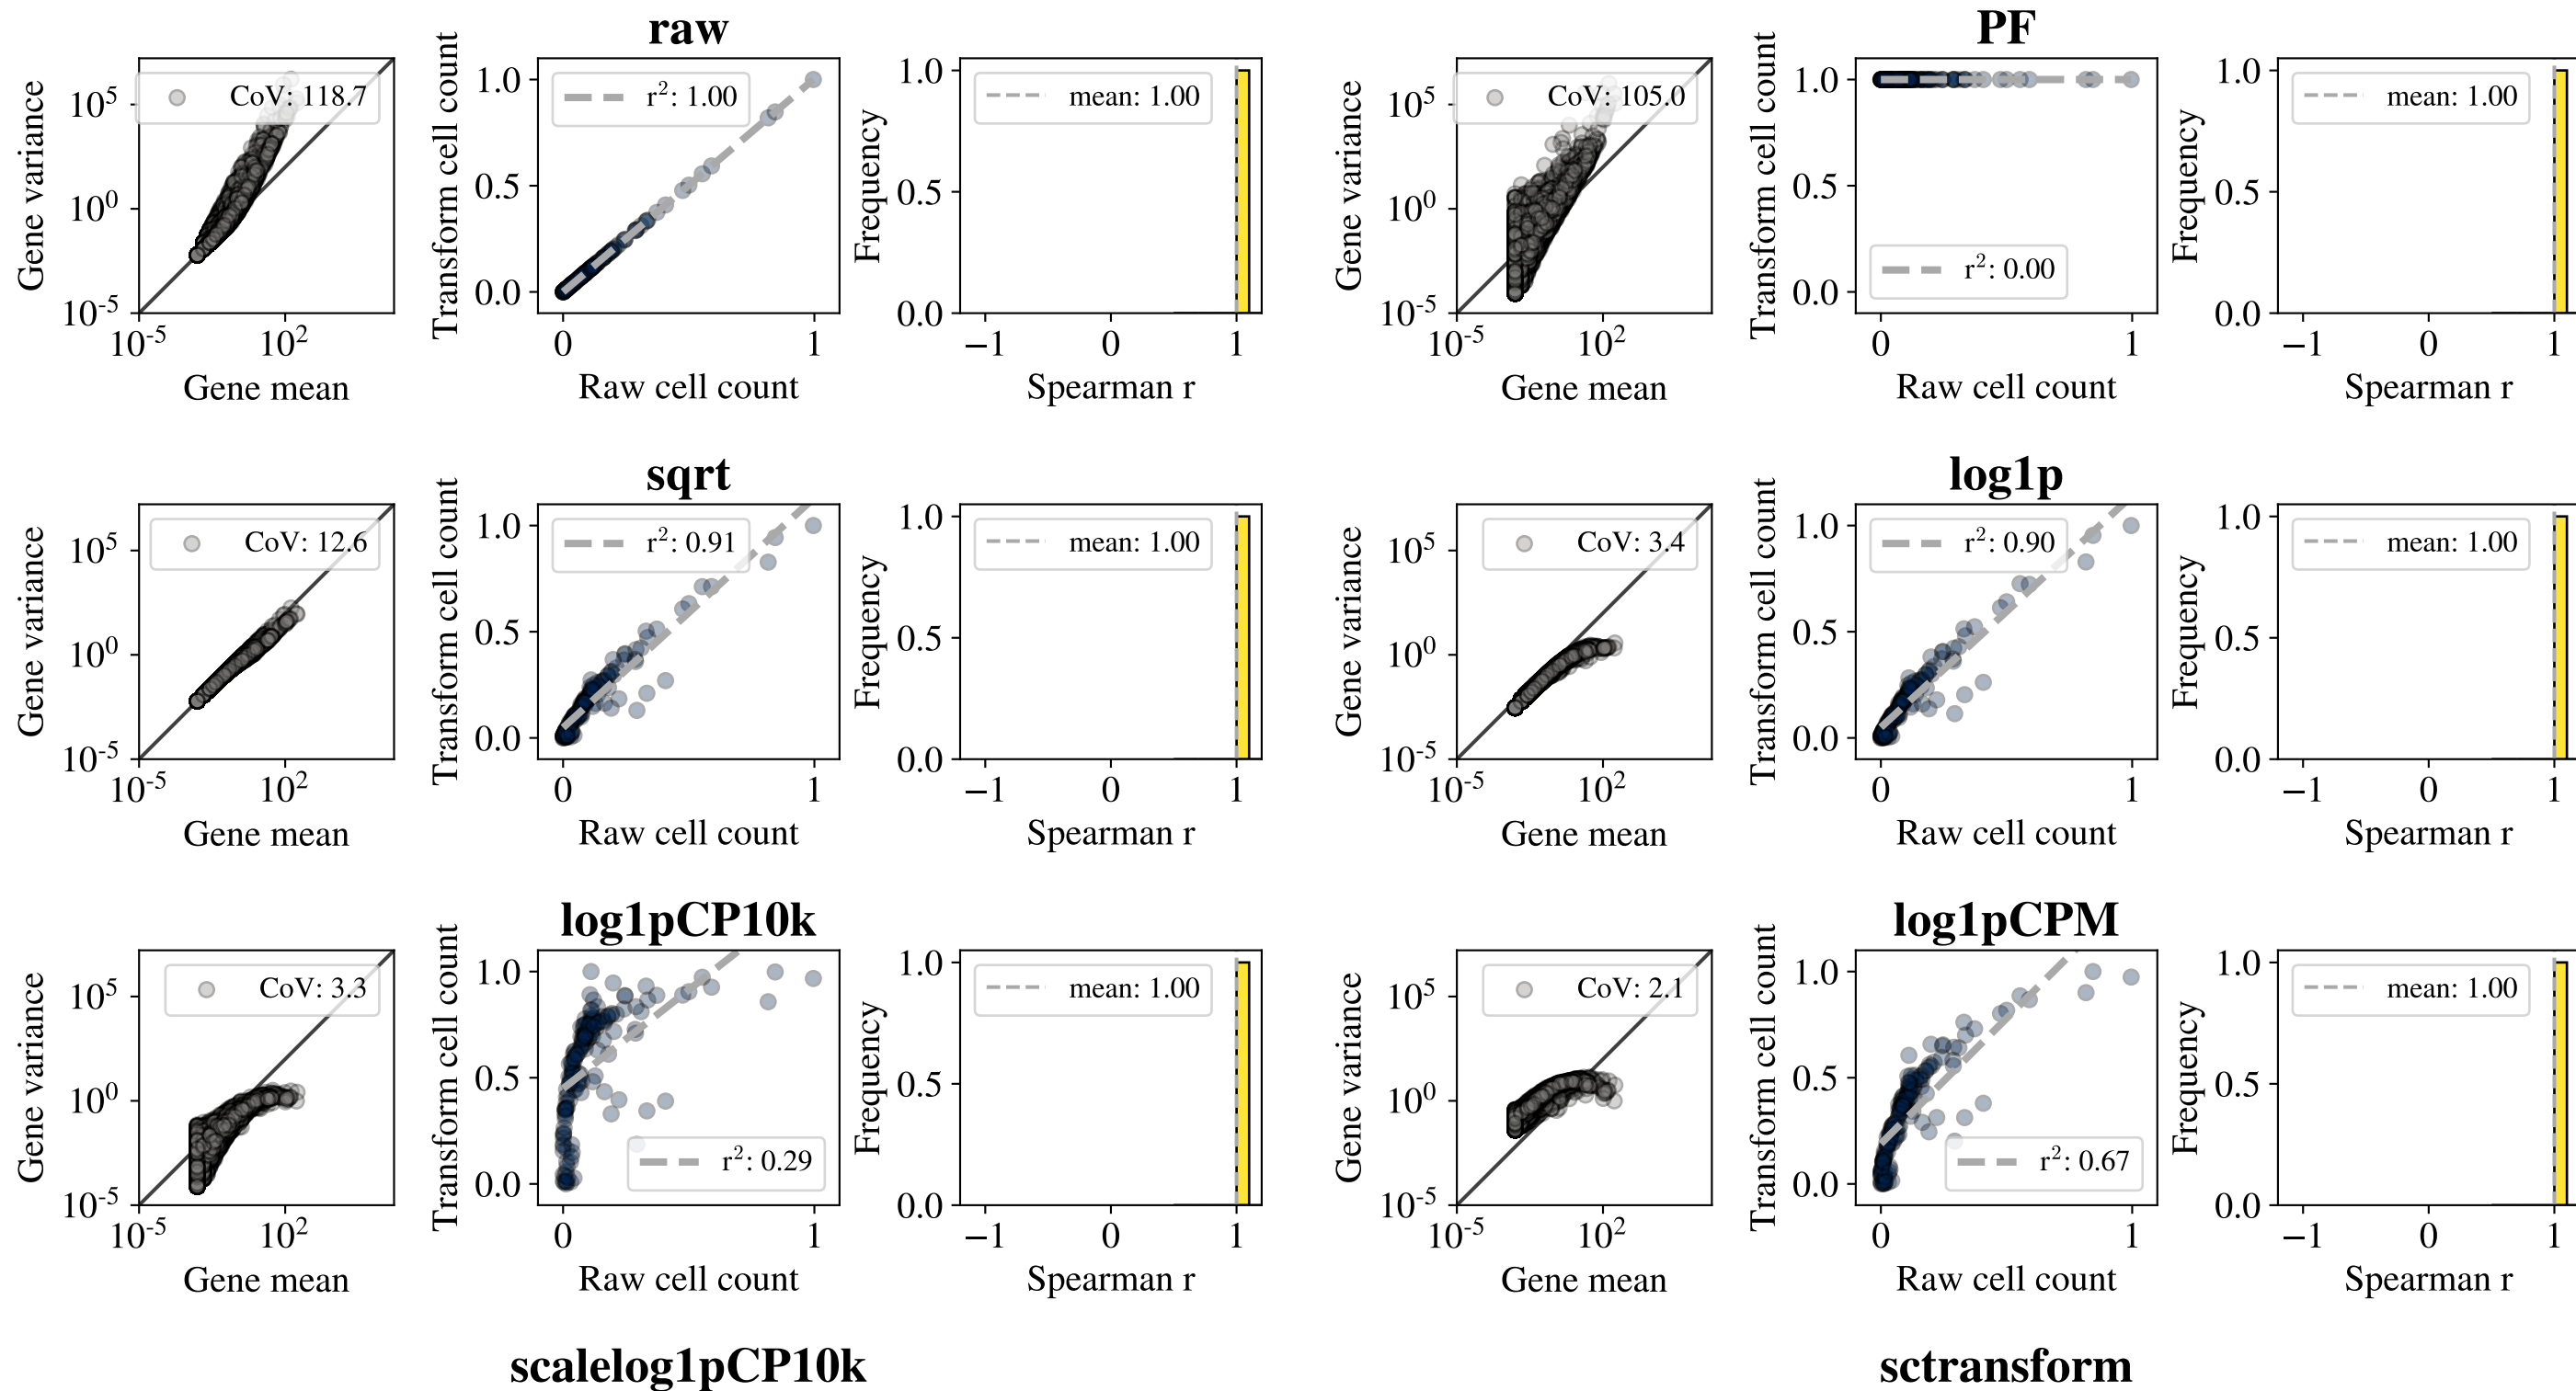 raw
Gene variance
10^5
10^0
10^-5
10^-5
10^2
Gene mean
CoV: 118.7
Transform cell count
1.0
0.5
0.0
0
1
Raw cell count
r^2: 1.00
Frequency
1.0
0.5
0.0
−1
0
1
Spearman r
mean: 1.00
PF
Gene variance
10^5
10^0
10^-5
10^-5
10^2
Gene mean
CoV: 105.0
Transform cell count
1.0
0.5
0.0
0
1
Raw cell count
r^2: 0.00
Frequency
1.0
0.5
0.0
−1
0
1
Spearman r
mean: 1.00
sqrt
Gene variance
10^5
10^0
10^-5
10^-5
10^2
Gene mean
CoV: 12.6
Transform cell count
1.0
0.5
0.0
0
1
Raw cell count
r^2: 0.91
Frequency
1.0
0.5
0.0
−1
0
1
Spearman r
mean: 1.00
log1p
Gene variance
10^5
10^0
10^-5
10^-5
10^2
Gene mean
CoV: 3.4
Transform cell count
1.0
0.5
0.0
0
1
Raw cell count
r^2: 0.90
Frequency
1.0
0.5
0.0
−1
0
1
Spearman r
mean: 1.00
log1pCP10k
Gene variance
10^5
10^0
10^-5
10^-5
10^2
Gene mean
CoV: 3.3
Transform cell count
1.0
0.5
0.0
0
1
Raw cell count
r^2: 0.29
Frequency
1.0
0.5
0.0
−1
0
1
Spearman r
mean: 1.00
log1pCPM
Gene variance
10^5
10^0
10^-5
10^-5
10^2
Gene mean
CoV: 2.1
Transform cell count
1.0
0.5
0.0
0
1
Raw cell count
r^2: 0.67
Frequency
1.0
0.5
0.0
−1
0
1
Spearman r
mean: 1.00
scalelog1pCP10k
sctransform